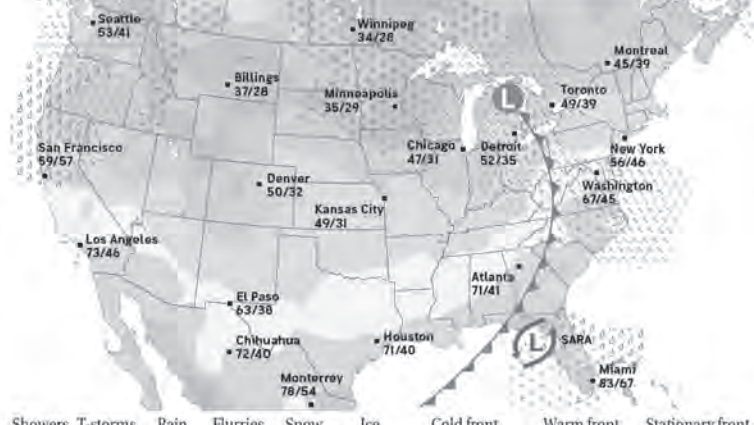 Seattle
53/41
Winnipeg
34/28
Montreal
45/39
Billings
37/28
Minneapolis
35/29
Toronto
49/39
L
San Francisco
59/57
Chicago
47/31
Detroit
52/35
New York
56/46
Denver
50/32
Washington
67/45
Kansas City
49/31
Los Angeles
73/46
Atlanta
71/41
El Paso
63/38
Chihuahua
72/40
Houston
71/40
L
SARA
Miami
83/67
Monterrey
78/54
Showers T-storms Rain Flurries Snow Ice Cold front Warm front Stationary front